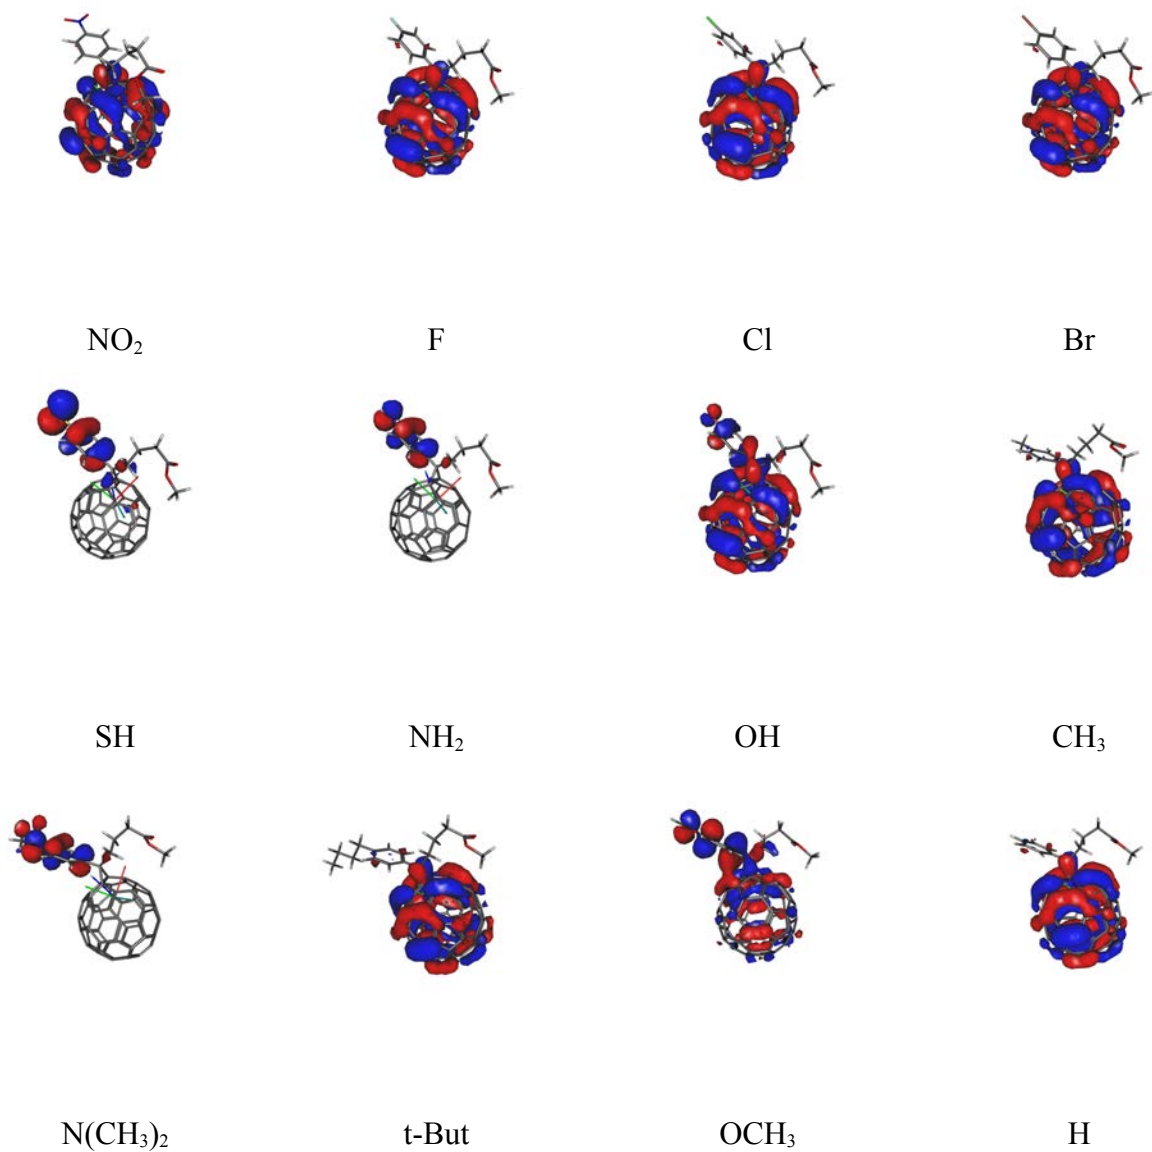 NO₂ F Cl Br
SH NH₂ OH CH₃
N(CH₃)₂ t-But OCH₃ H